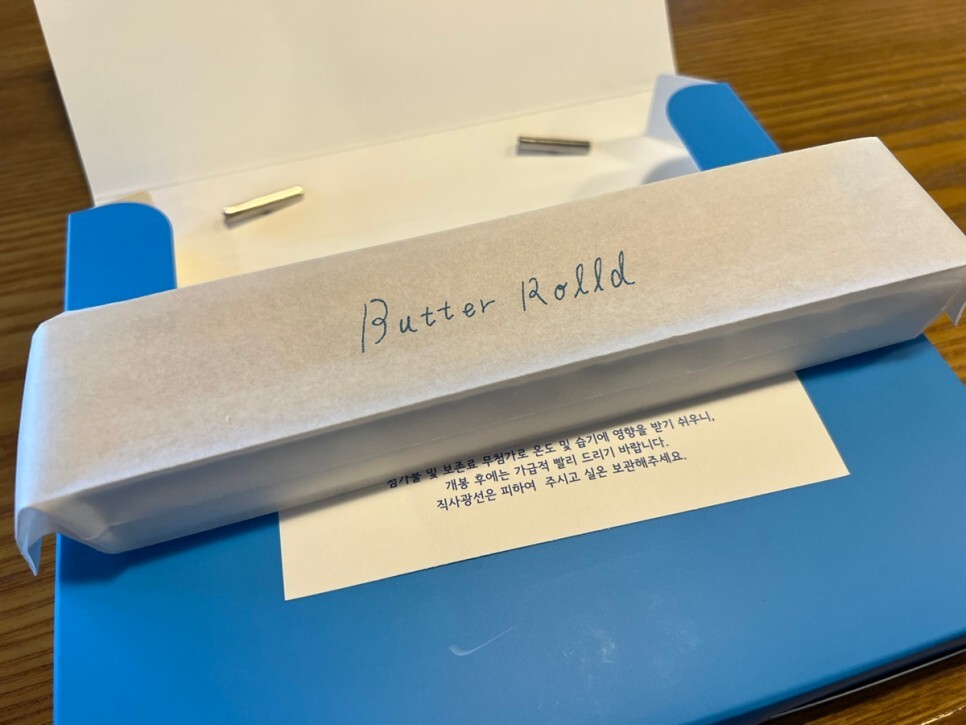 Butter Rolld
첨가물 및 보존료 무첨가로 온도 및 습기에 영향을 받기 쉬우니,
개봉 후에는 가급적 빨리 드리기 바랍니다.
직사광선은 피하여 주시고 실온 보관해주세요.